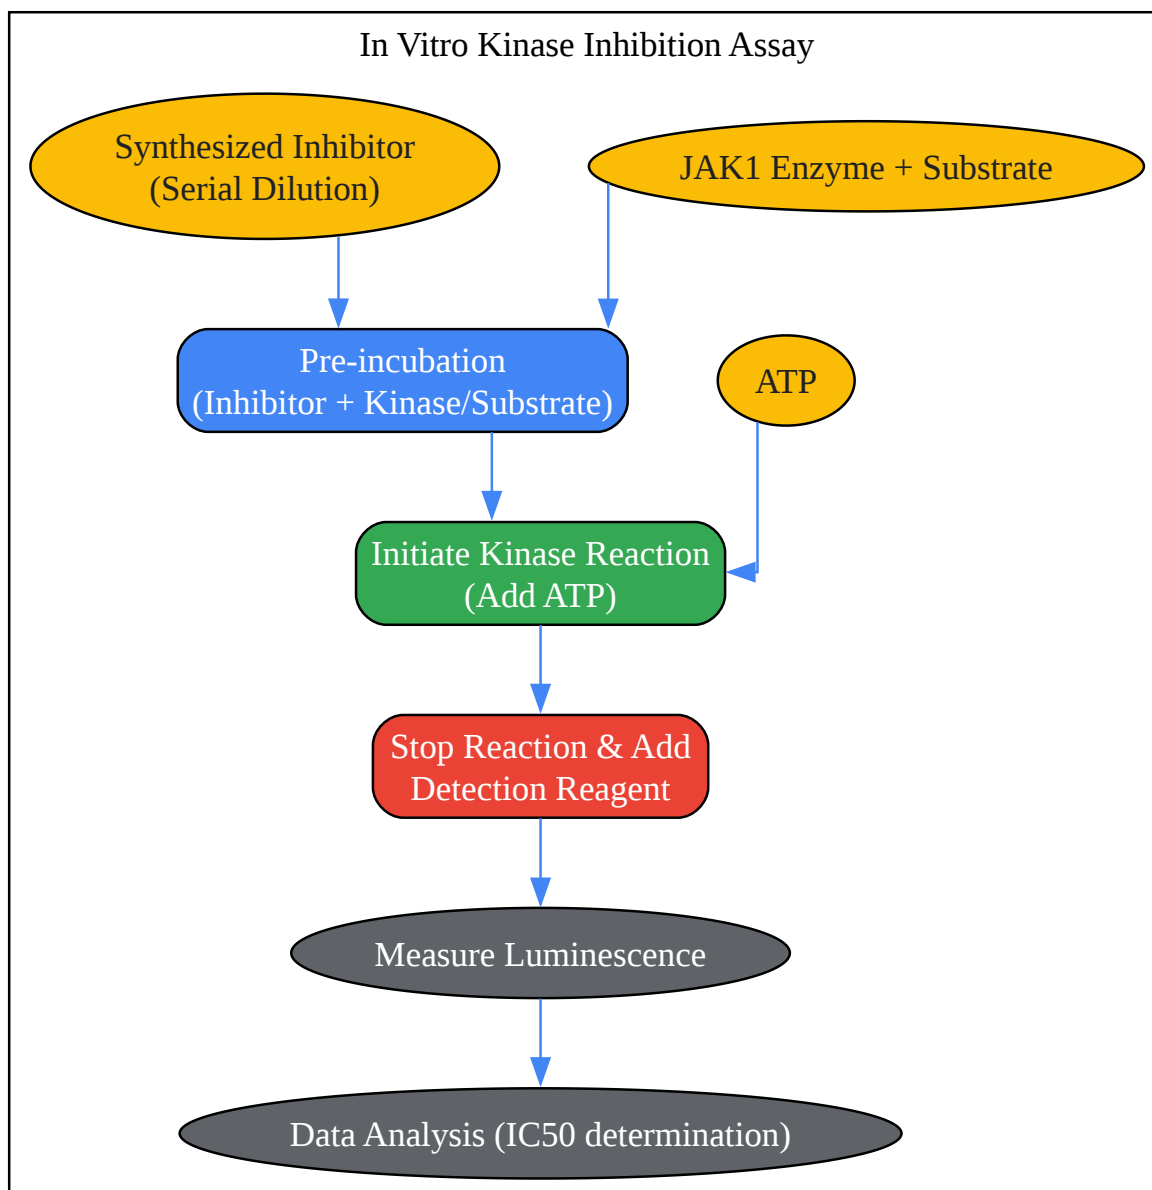 In Vitro Kinase Inhibition Assay
Synthesized Inhibitor
(Serial Dilution)
JAK1 Enzyme + Substrate
Pre-incubation
(Inhibitor + Kinase/Substrate)
ATP
Initiate Kinase Reaction
(Add ATP)
Stop Reaction & Add
Detection Reagent
Measure Luminescence
Data Analysis (IC50 determination)